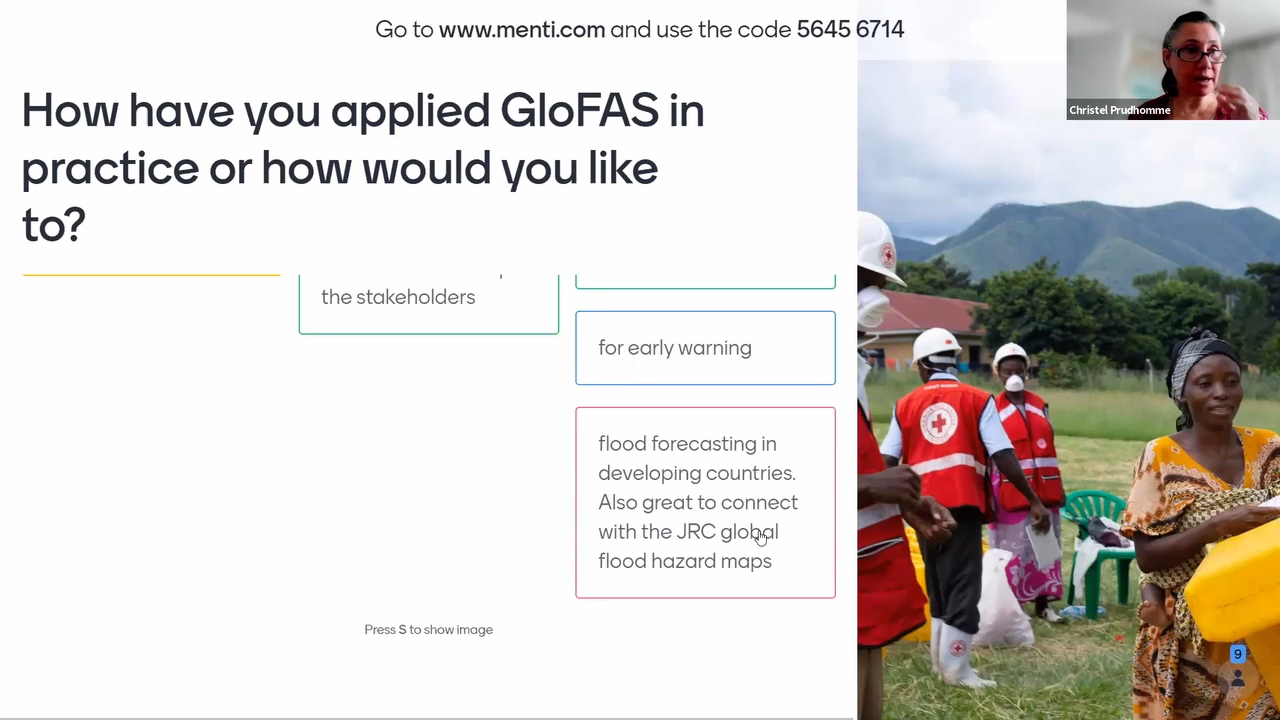 Go to www.menti.com and use the code 5645 6714
Christel Prudhomme
How have you applied GloFAS in
practice or how would you like
to?
the stakeholders
for early warning
flood forecasting in
developing countries.
Also great to connect
with the JRC global
flood hazard maps
Press S to show image
9